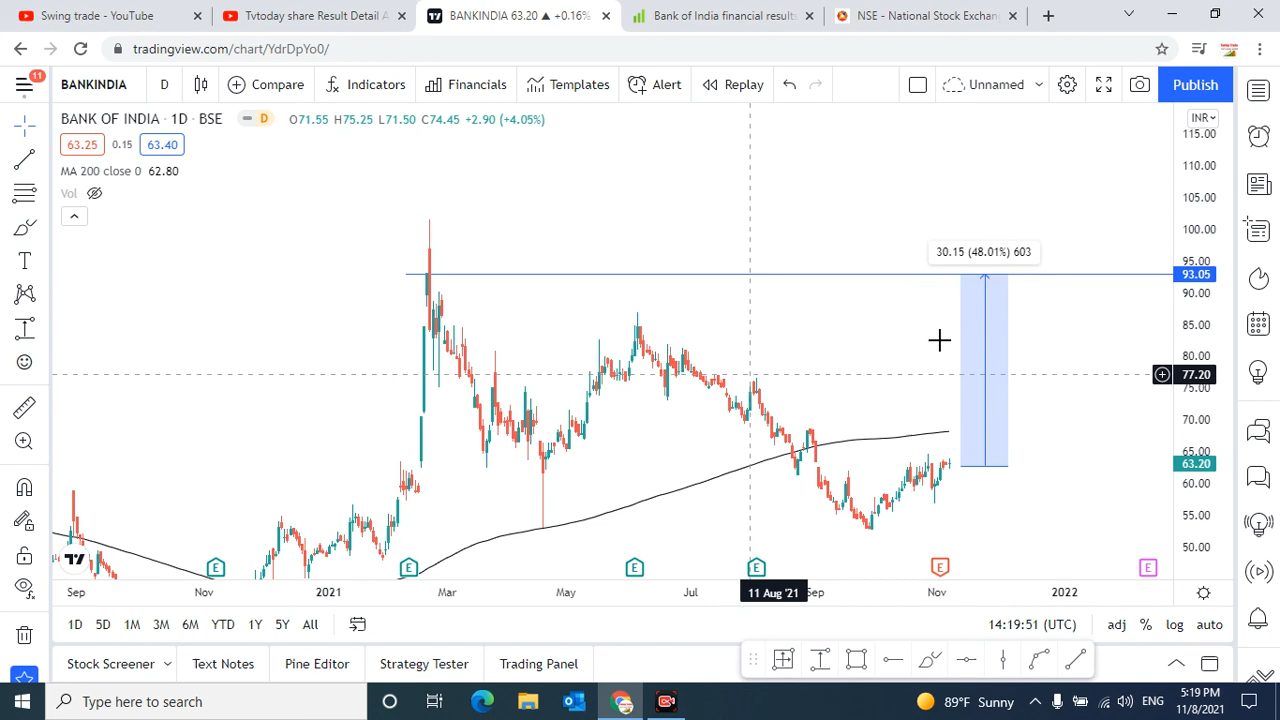 Swing trade - YouTube
Tvtoday share Result Detail A
BANKINDIA 63.20 ▲ +0.16%
Bank of India financial results
NSE - National Stock Exchan
tradingview.com/chart/YdrDpYo0/
11
BANKINDIA
D
Compare
Indicators
Financials
Templates
Alert
Replay
Unnamed
Publish
BANK OF INDIA · 1D · BSE
D
O71.55 H75.25 L71.50 C74.45 +2.90 (+4.05%)
INR
63.25
0.15
63.40
MA 200 close 0 62.80
Vol
115.00
110.00
105.00
100.00
95.00
93.05
90.00
85.00
80.00
77.20
75.00
70.00
65.00
63.20
60.00
55.00
50.00
30.15 (48.01%) 603
E
E
E
E
E
E
Sep
Nov
2021
Mar
May
Jul
11 Aug '21
Sep
Nov
2022
1D
5D
1M
3M
6M
YTD
1Y
5Y
All
14:19:51 (UTC)
adj
%
log
auto
Stock Screener
Text Notes
Pine Editor
Strategy Tester
Trading Panel
Type here to search
89°F Sunny
ENG
5:19 PM
11/8/2021